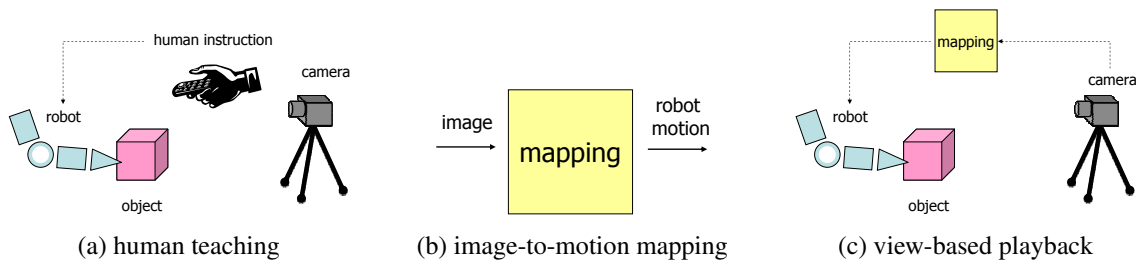 human instruction
camera
robot
object
(a) human teaching
image
mapping
robot
motion
(b) image-to-motion mapping
mapping
camera
robot
object
(c) view-based playback